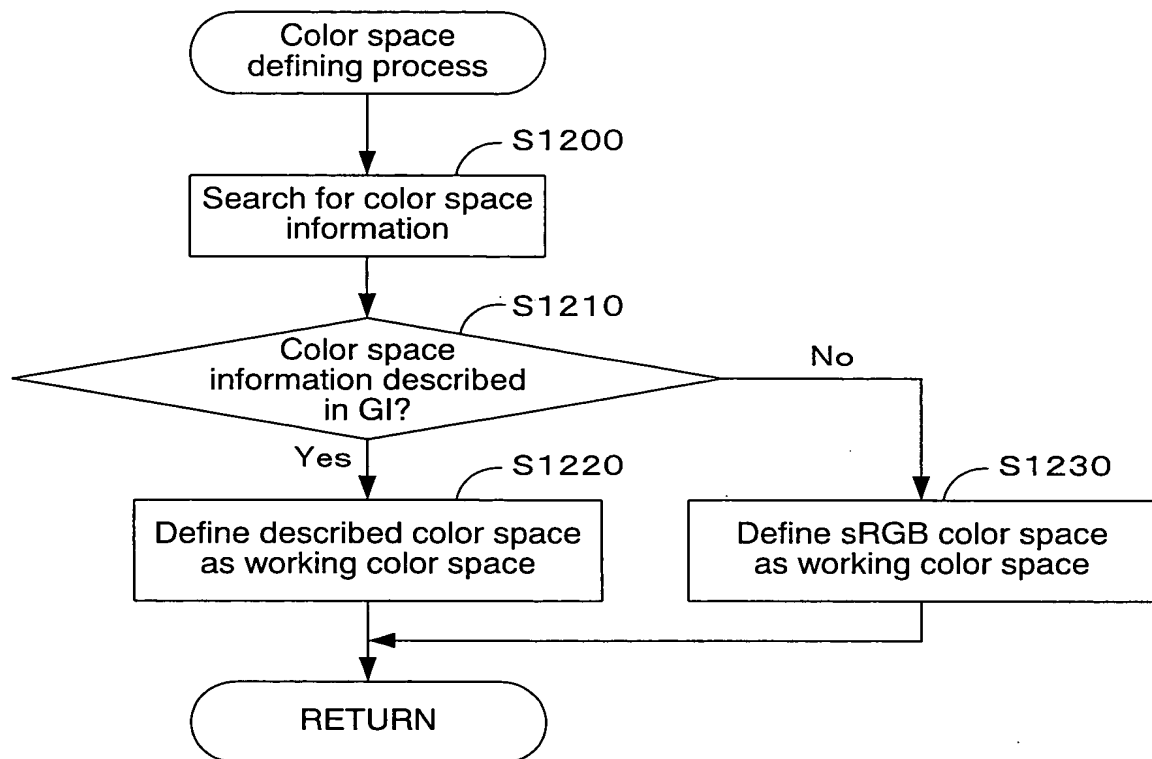 Color space
defining process
S1200
Search for color space
information
S1210
Color space
information described
in GI?
No
Yes
S1220
S1230
Define described color space
as working color space
Define sRGB color space
as working color space
RETURN